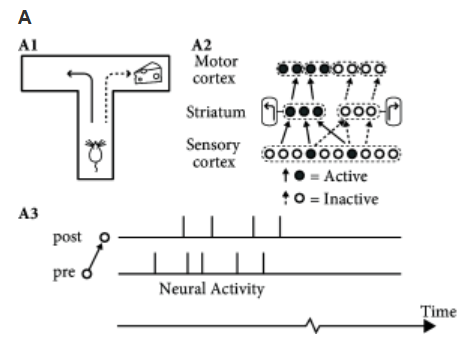 A
A1
A2
Motor
cortex
Striatum
Sensory
cortex
= Active
= Inactive
A3
post
pre
Neural Activity
Time